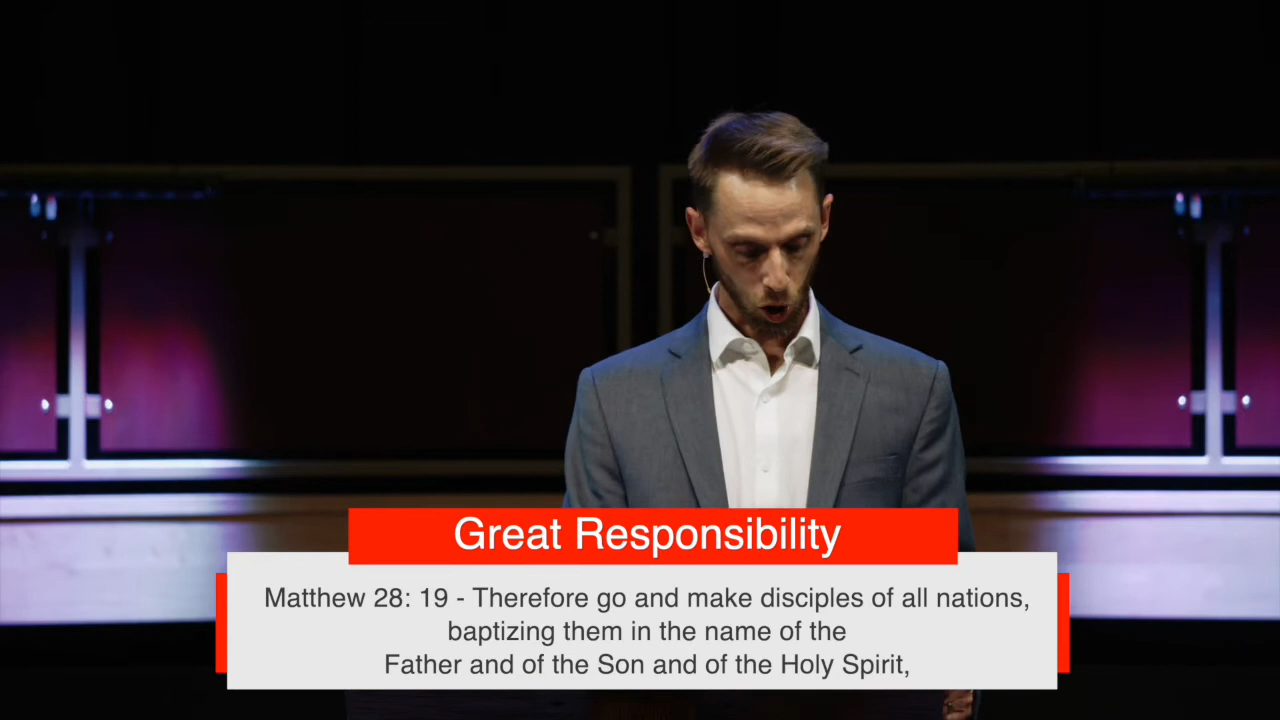 Great Responsibility
Matthew 28: 19 - Therefore go and make disciples of all nations,
baptizing them in the name of the
Father and of the Son and of the Holy Spirit,